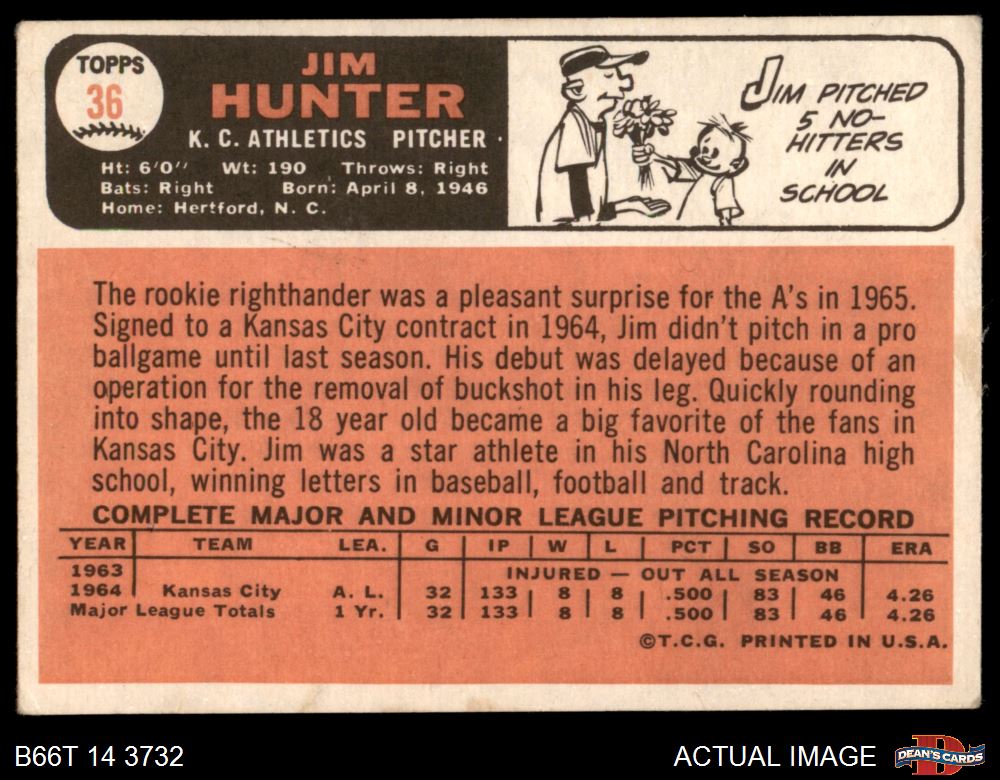 TOPPS
36
JIM
HUNTER
K. C. ATHLETICS PITCHER
Ht: 6'0" Wt: 190 Throws: Right
Bats: Right Born: April 8, 1946
Home: Hertford, N. C.
JIM PITCHED
5 NO-
HITTERS
IN
SCHOOL
The rookie righthander was a pleasant surprise for the A's in 1965.
Signed to a Kansas City contract in 1964, Jim didn't pitch in a pro
ballgame until last season. His debut was delayed because of an
operation for the removal of buckshot in his leg. Quickly rounding
into shape, the 18 year old became a big favorite of the fans in
Kansas City. Jim was a star athlete in his North Carolina high
school, winning letters in baseball, football and track.
COMPLETE MAJOR AND MINOR LEAGUE PITCHING RECORD
YEAR TEAM LEA. G IP W L PCT SO BB ERA
1963 INJURED — OUT ALL SEASON
1964 Kansas City A. L. 32 133 8 8 .500 83 46 4.26
Major League Totals 1 Yr. 32 133 8 8 .500 83 46 4.26
©T.C.G. PRINTED IN U.S.A.
B66T 14 3732 ACTUAL IMAGE
DEAN'S CARDS